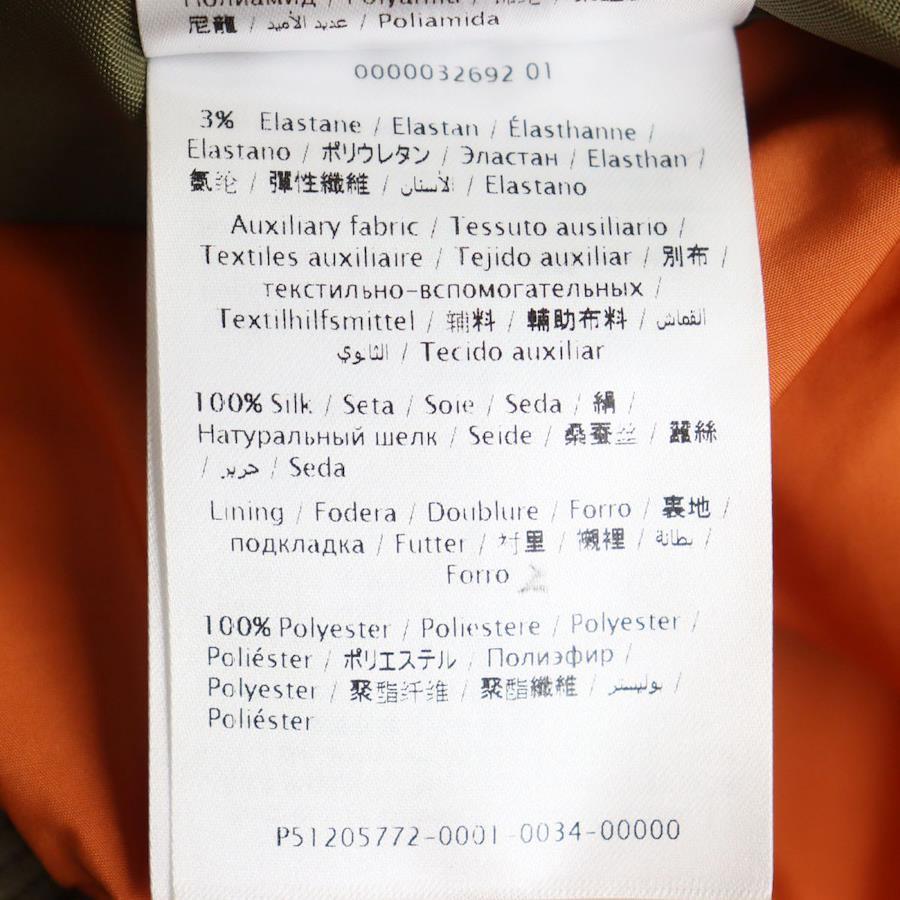 尼龍 / عديد الأميد / Poliamida
0000032692 01
3% Elastane / Elastan / Élasthanne /
Elastano / ポリウレタン / Эластан / Elasthan /
氨纶 / 彈性纖維 / الأستان / Elastano
Auxiliary fabric / Tessuto ausiliario /
Textiles auxiliaire / Tejido auxiliar / 別布 /
текстильно-вспомогательных /
Textilhilfsmittel / 辅料 / 輔助布料 / القماش
الثانوي / Tecido auxiliar
100% Silk / Seta / Soie / Seda / 絹 /
Натуральный шелк / Seide / 桑蚕丝 / 蠶絲
/ حرير / Seda
Lining / Fodera / Doublure / Forro / 裏地 /
подкладка / Futter / 衬里 / 襯裡 / بطانة /
Forro
100% Polyester / Poliestere / Polyester /
Poliéster / ポリエステル / Полиэфир /
Polyester / 聚酯纤维 / 聚酯纖維 / بوليستر /
Poliéster
P51205772-0001-0034-00000